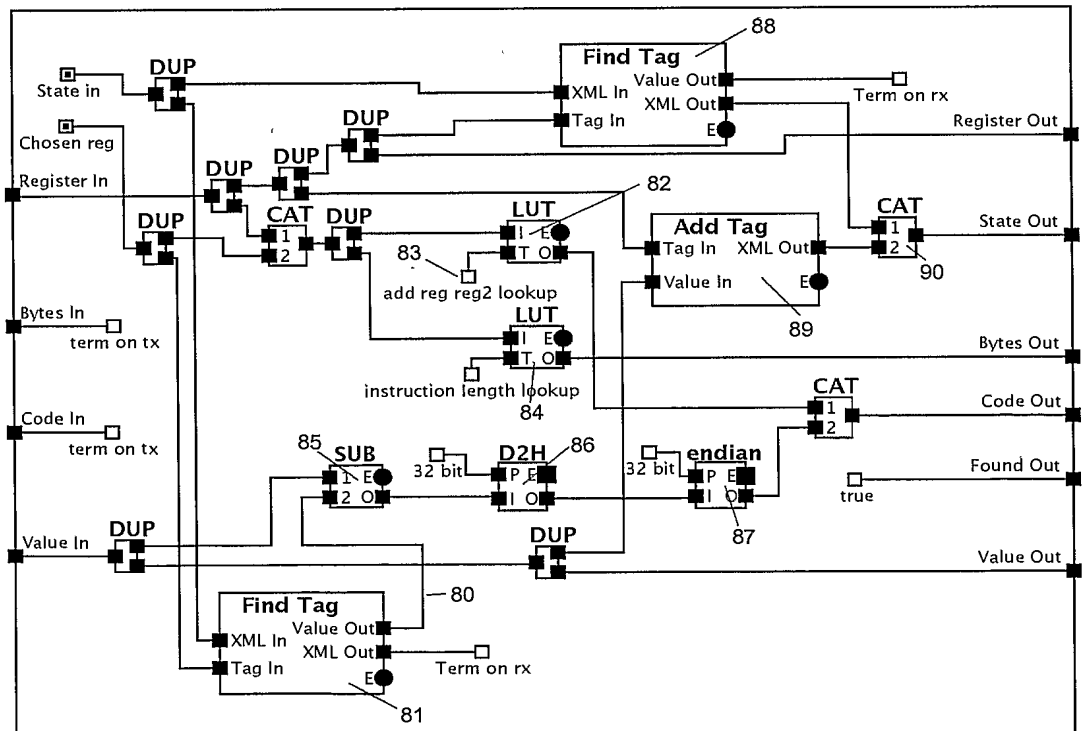 88
Find Tag
DUP
Value Out
State in
XML In
XML Out
Term on rx
Tag In
E
Register Out
DUP
Chosen reg
DUP
DUP
Register In
82
CAT
LUT
CAT
DUP
Add Tag
1
I E
1
State Out
DUP
2
83
T O
Tag In
XML Out
2
90
add reg reg2 lookup
Value In
E
LUT
89
Bytes In
I E
Bytes Out
term on tx
T O
instruction length lookup
84
CAT
Code In
1
Code Out
term on tx
2
85
SUB
D2H
86
endian
1 E
32 bit
P E
32 bit
P E
Found Out
2 O
I O
I O
true
87
Value In
DUP
DUP
Value Out
80
Find Tag
Value Out
XML In
XML Out
Term on rx
Tag In
E
81